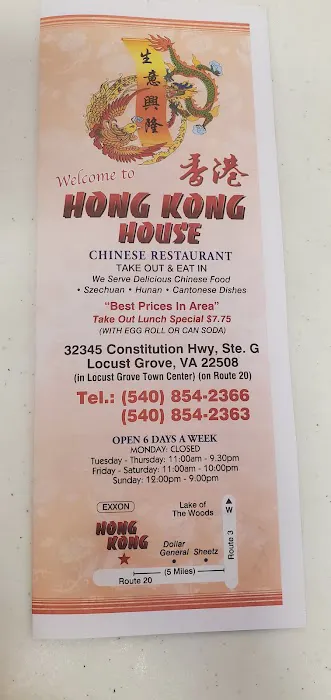 生意興隆
Welcome to
香港
HONG KONG
HOUSE
CHINESE RESTAURANT
TAKE OUT & EAT IN
We Serve Delicious Chinese Food
• Szechuan • Hunan • Cantonese Dishes
"Best Prices In Area"
Take Out Lunch Special $7.75
(WITH EGG ROLL OR CAN SODA)
32345 Constitution Hwy, Ste. G
Locust Grove, VA 22508
(in Locust Grove Town Center) (on Route 20)
Tel.: (540) 854-2366
(540) 854-2363
OPEN 6 DAYS A WEEK
MONDAY: CLOSED
Tuesday - Thursday: 11:00am - 9:30pm
Friday - Saturday: 11:00am - 10:00pm
Sunday: 12:00pm - 9:00pm
EXXON
Lake of
The Woods
W
HONG
KONG
Dollar
General
Sheetz
Route 3
(5 Miles)
Route 20